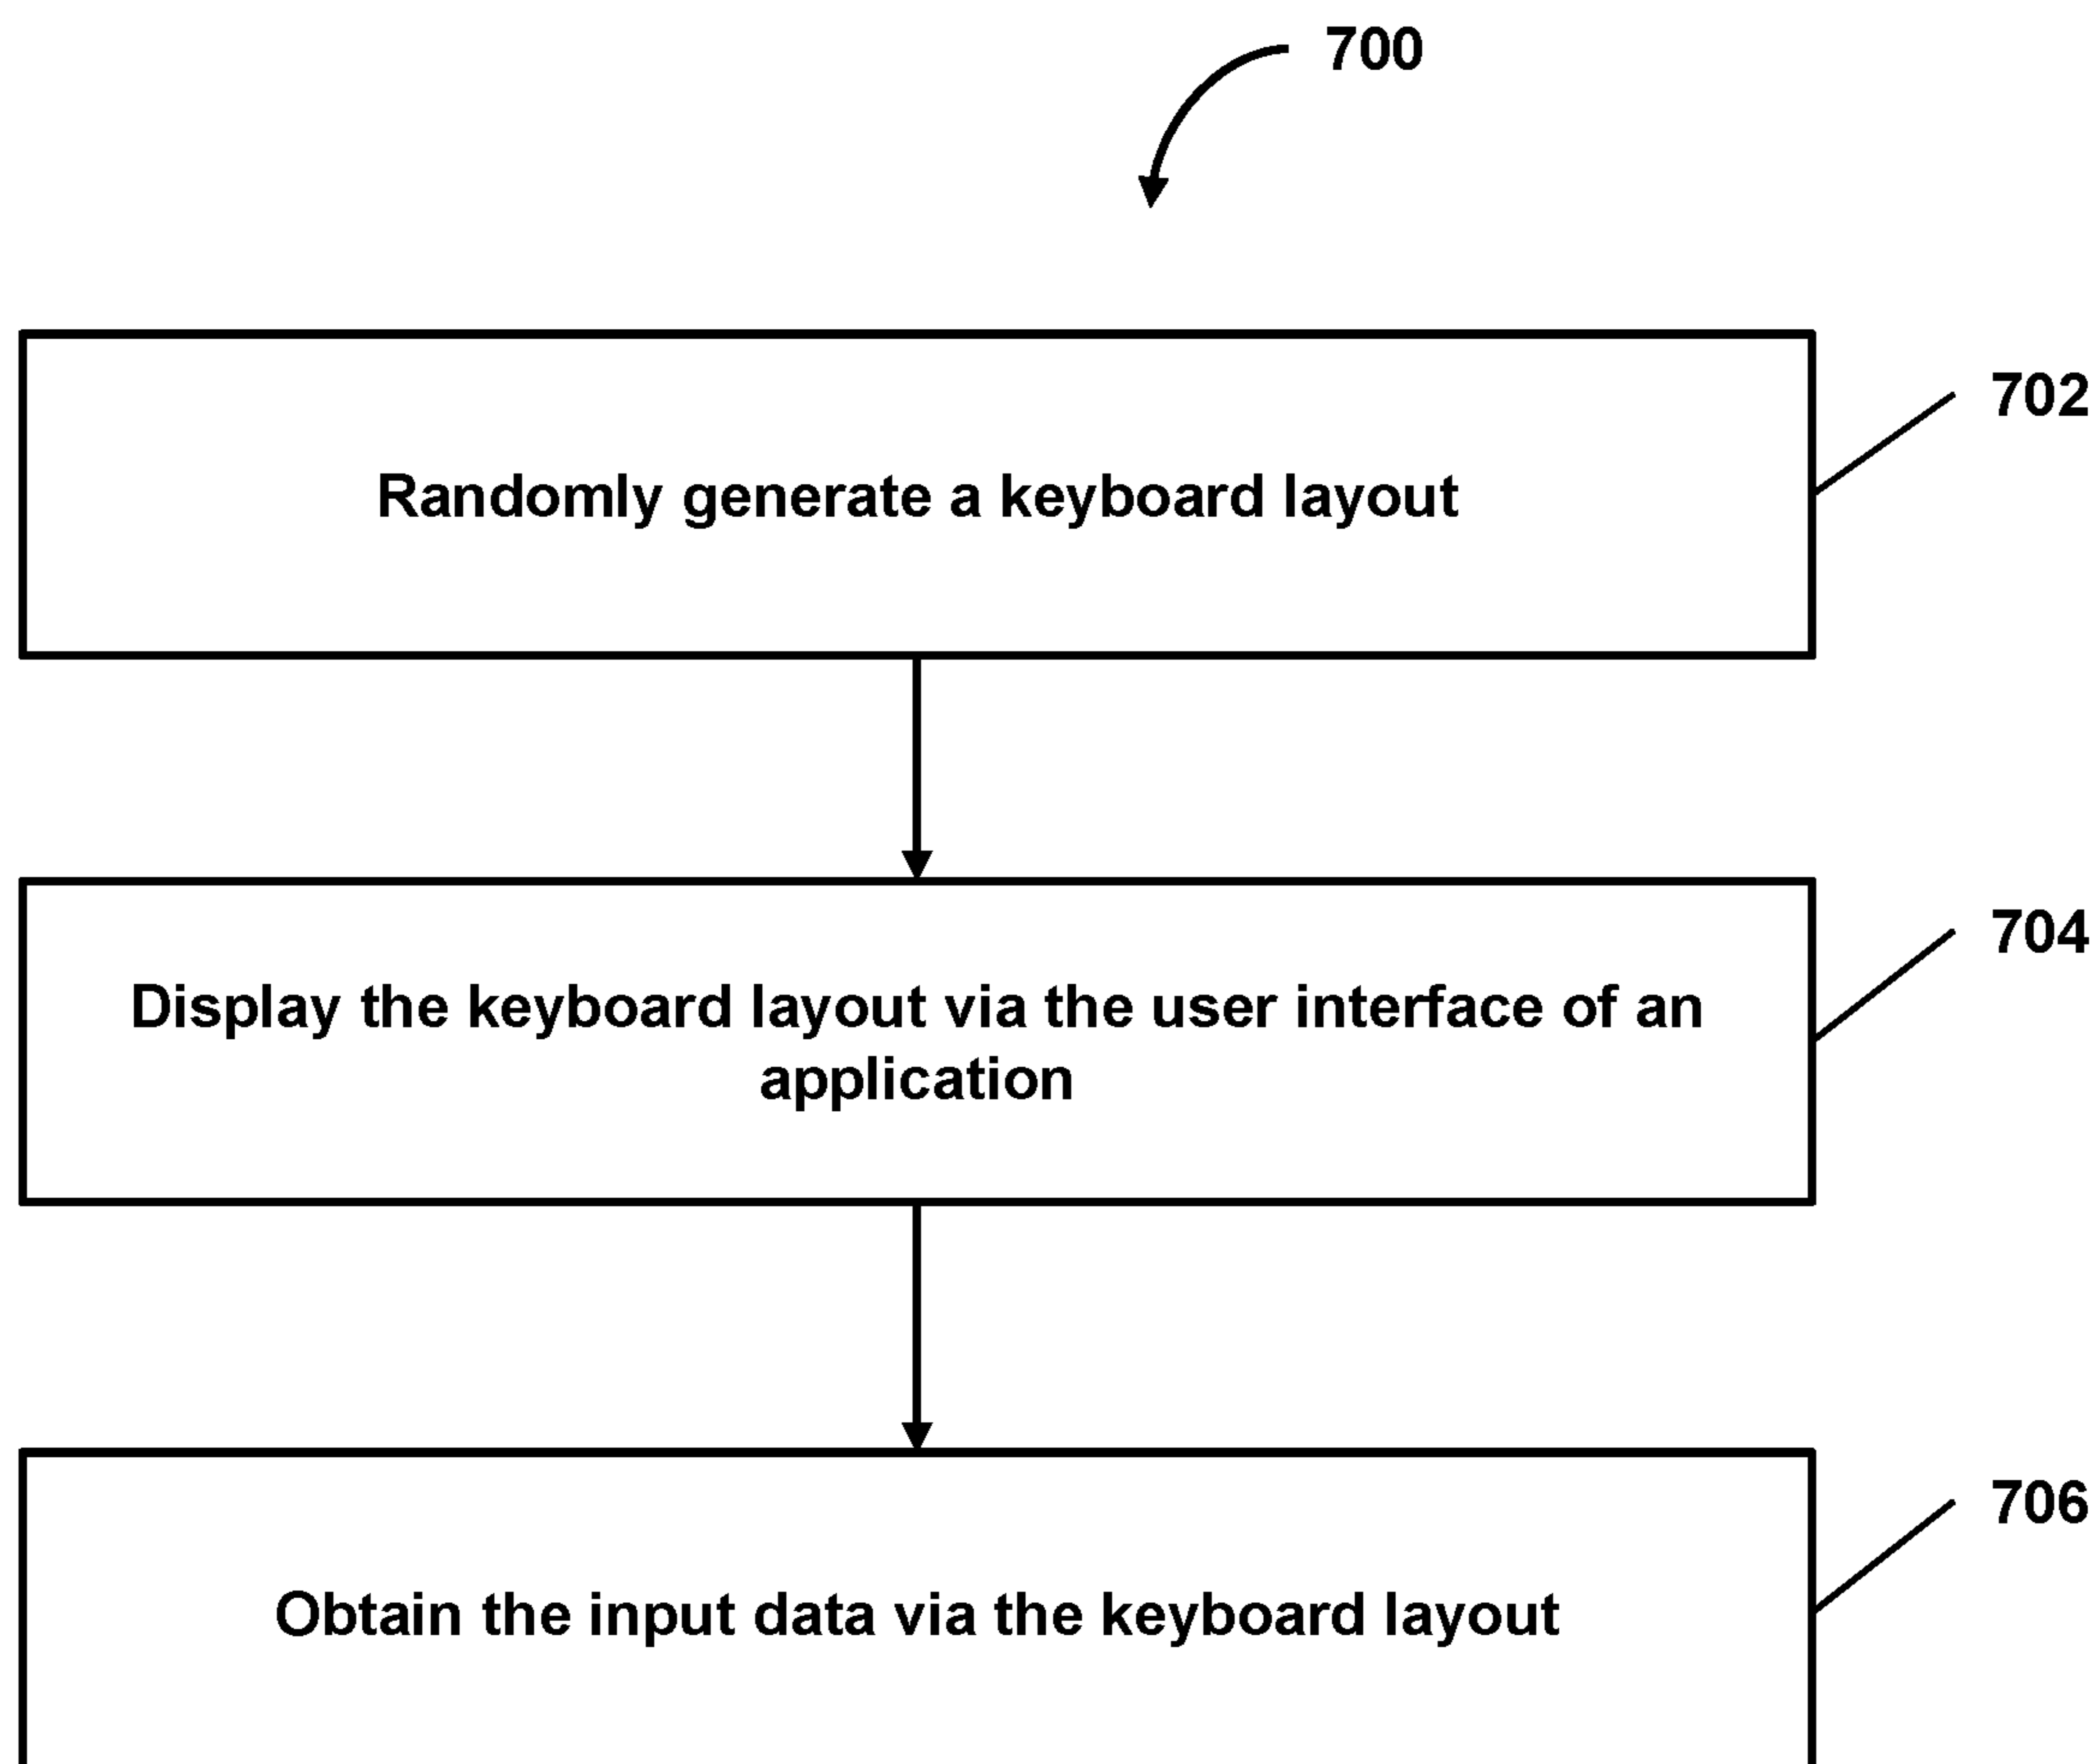 700
702
Randomly generate a keyboard layout
704
Display the keyboard layout via the user interface of an
application
706
Obtain the input data via the keyboard layout